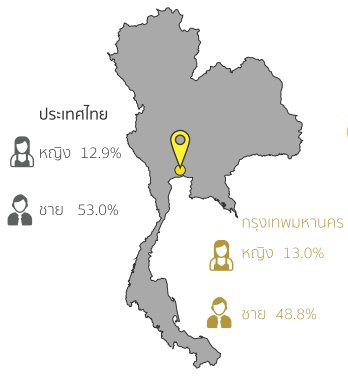 ประเทศไทย
หญิง 12.9%
ชาย 53.0%
กรุงเทพมหานคร
หญิง 13.0%
ชาย 48.8%